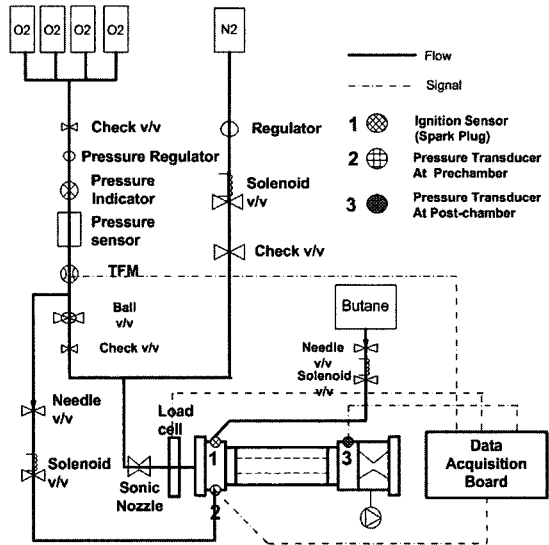 O2 O2 O2 O2
N2
Flow
Signal
1 Ignition Sensor
(Spark Plug)
2 Pressure Transducer
At Prechamber
3 Pressure Transducer
At Post-chamber
Check v/v
Pressure Regulator
Pressure
Indicator
Pressure
sensor
TFM
Ball
v/v
Check v/v
Needle
v/v
Solenoid
v/v
Regulator
Solenoid
v/v
Check v/v
Butane
Needle
v/v
Solenoid
v/v
Load
cell
Sonic
Nozzle
1
2
3
Data
Acquisition
Board